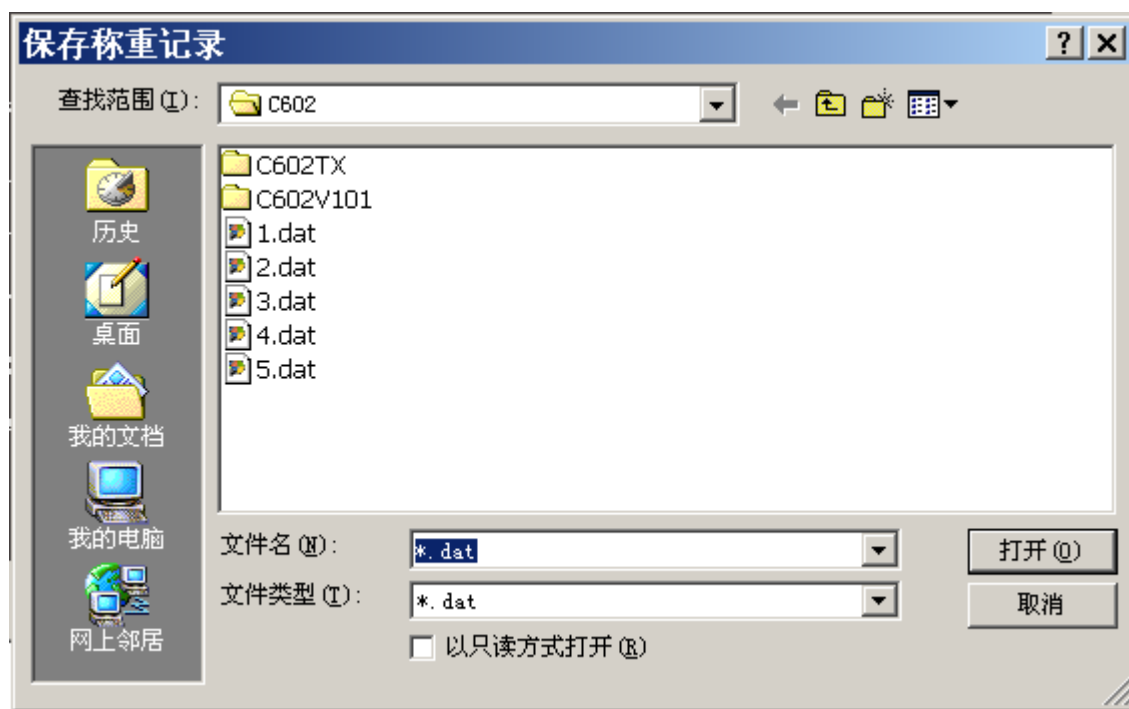 保存称重记录
查找范围(I):
C602
C602TX
C602V101
1.dat
2.dat
3.dat
4.dat
5.dat
历史
桌面
我的文档
我的电脑
网上邻居
文件名(N):
*.dat
打开(O)
文件类型(T):
*.dat
取消
以只读方式打开(R)